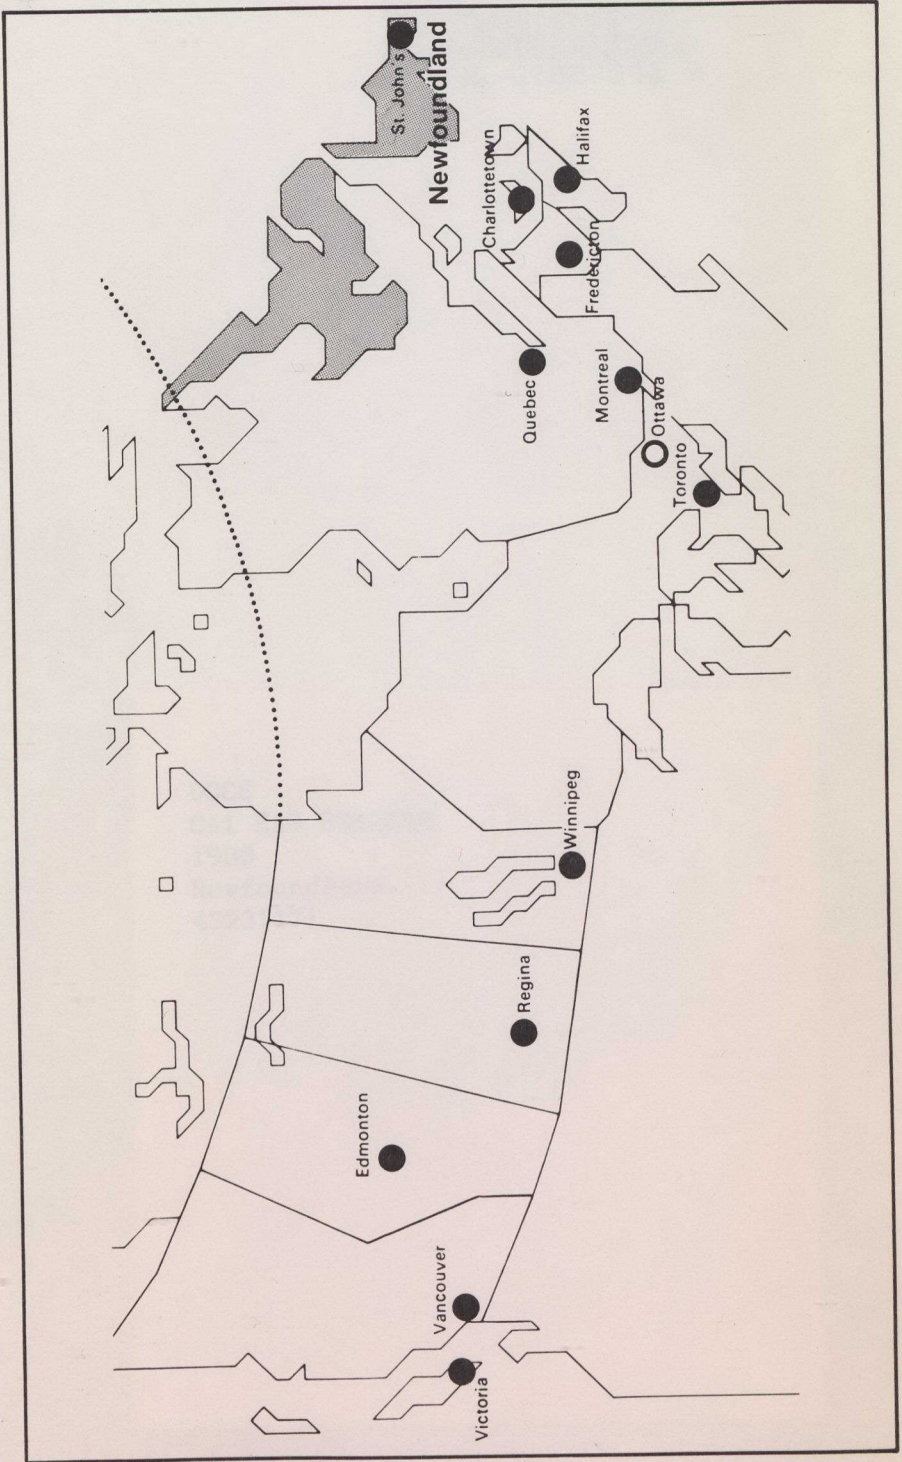 St. John's
Newfoundland
Charlottetown
Halifax
Fredericton
Quebec
Montreal
Ottawa
Toronto
Winnipeg
Regina
Edmonton
Vancouver
Victoria